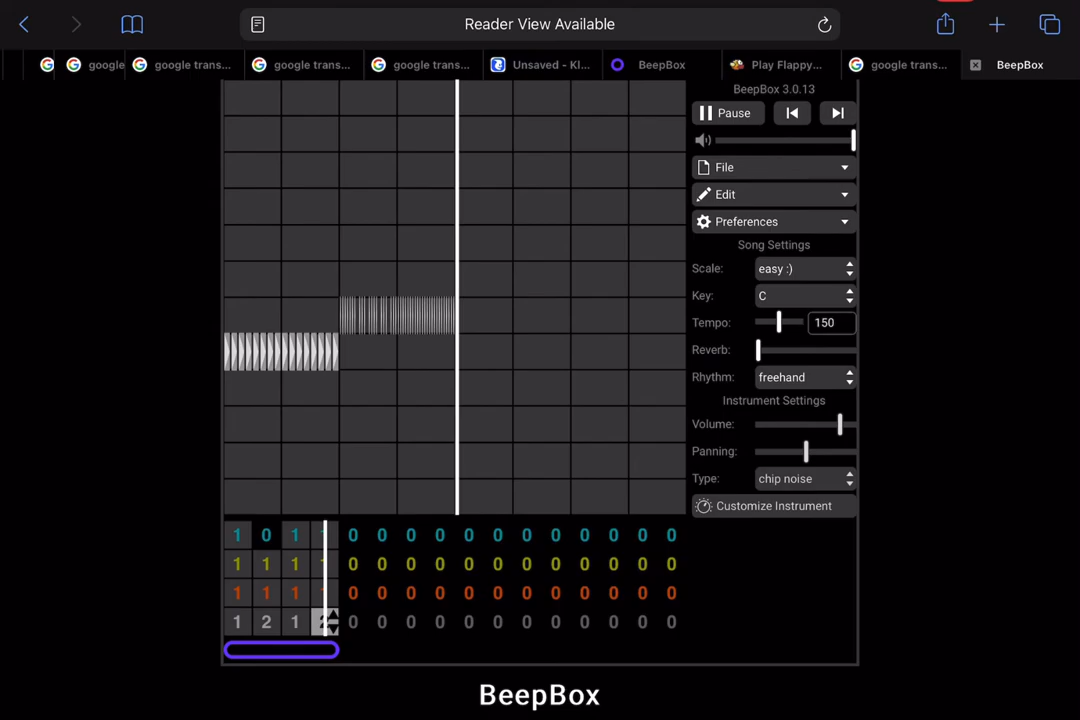 Reader View Available
google
google trans...
google trans...
google trans...
Unsaved - Kl...
BeepBox
Play Flappy...
google trans...
BeepBox
BeepBox 3.0.13
Pause
File
Edit
Preferences
Song Settings
Scale: easy :)
Key: C
Tempo: 150
Reverb:
Rhythm: freehand
Instrument Settings
Volume:
Panning:
Type: chip noise
Customize Instrument
1 0 1 1 0 0 0 0 0 0 0 0 0 0 0 0
1 1 1 1 0 0 0 0 0 0 0 0 0 0 0 0
1 1 1 1 0 0 0 0 0 0 0 0 0 0 0 0
1 2 1 2 0 0 0 0 0 0 0 0 0 0 0 0
BeepBox